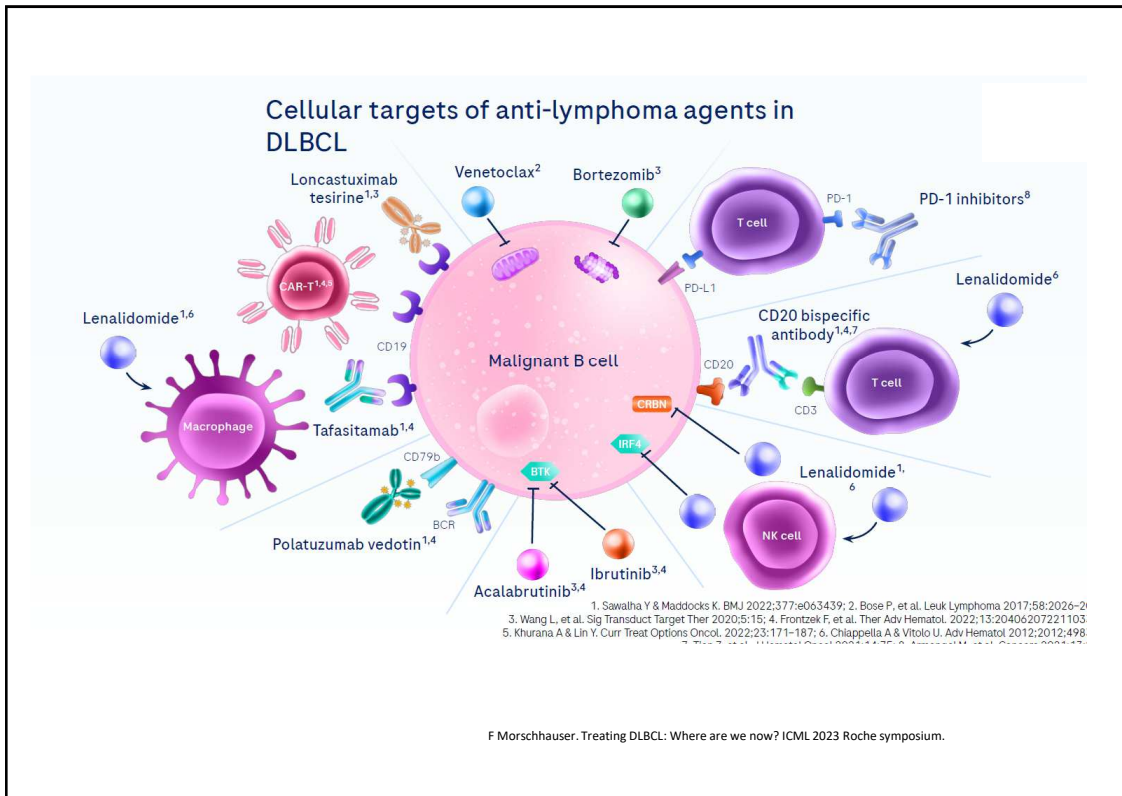 Cellular targets of anti-lymphoma agents in
DLBCL
Loncastuximab
tesirine1,3
Venetoclax2
Bortezomib3
PD-1
PD-1 inhibitors8
T cell
PD-L1
CAR-T1,4,5
Lenalidomide1,6
Lenalidomide6
CD20 bispecific
antibody1,4,7
CD19
Malignant B cell
CD20
T cell
CD3
CRBN
Macrophage
Tafasitamab1,4
IRF4
CD79b
BTK
Lenalidomide1,
6
BCR
NK cell
Polatuzumab vedotin1,4
Ibrutinib3,4
Acalabrutinib3,4
1. Sawalha Y & Maddocks K. BMJ 2022;377:e063439; 2. Bose P, et al. Leuk Lymphoma 2017;58:2026–20
3. Wang L, et al. Sig Transduct Target Ther 2020;5:15; 4. Frontzek F, et al. Ther Adv Hematol. 2022;13:20406207221103
5. Khurana A & Lin Y. Curr Treat Options Oncol. 2022;23:171–187; 6. Chiappella A & Vitolo U. Adv Hematol 2012;2012;498
F Morschhauser. Treating DLBCL: Where are we now? ICML 2023 Roche symposium.